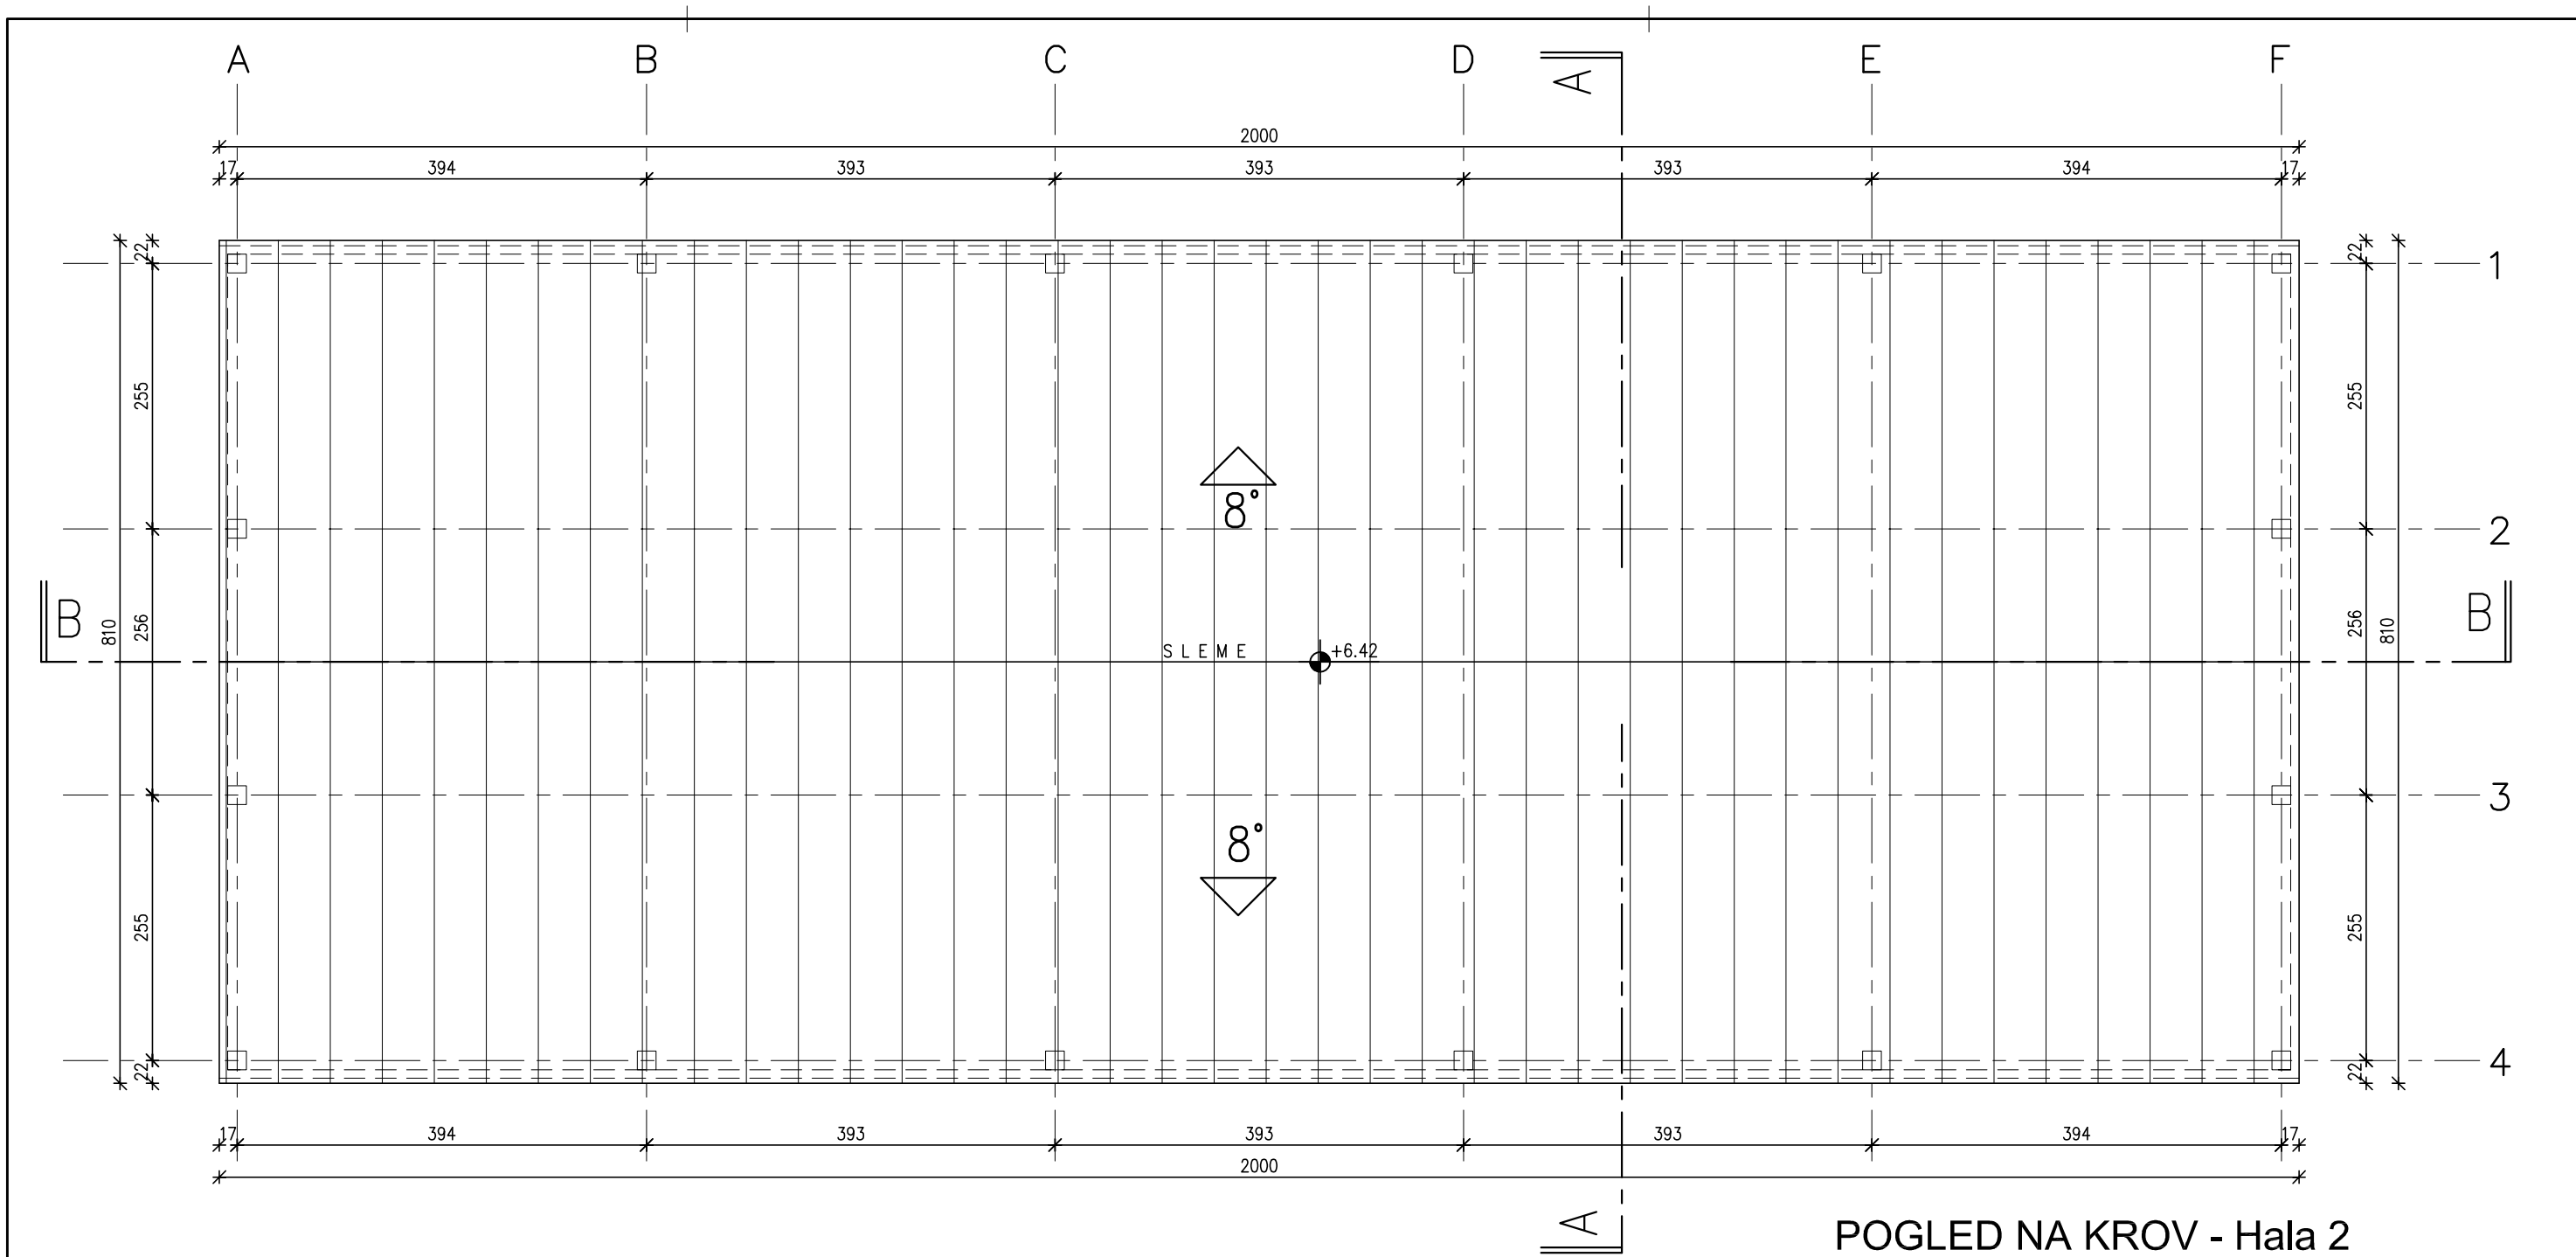 A B C D E F
A
2000
17 394 393 393 393 394 17
22 22
1
255 255
8°
2
B 810 256 256 810 B
SLEME +6.42
3
8°
255 255
22 22
4
17 394 393 393 393 394 17
2000
A
POGLED NA KROV - Hala 2